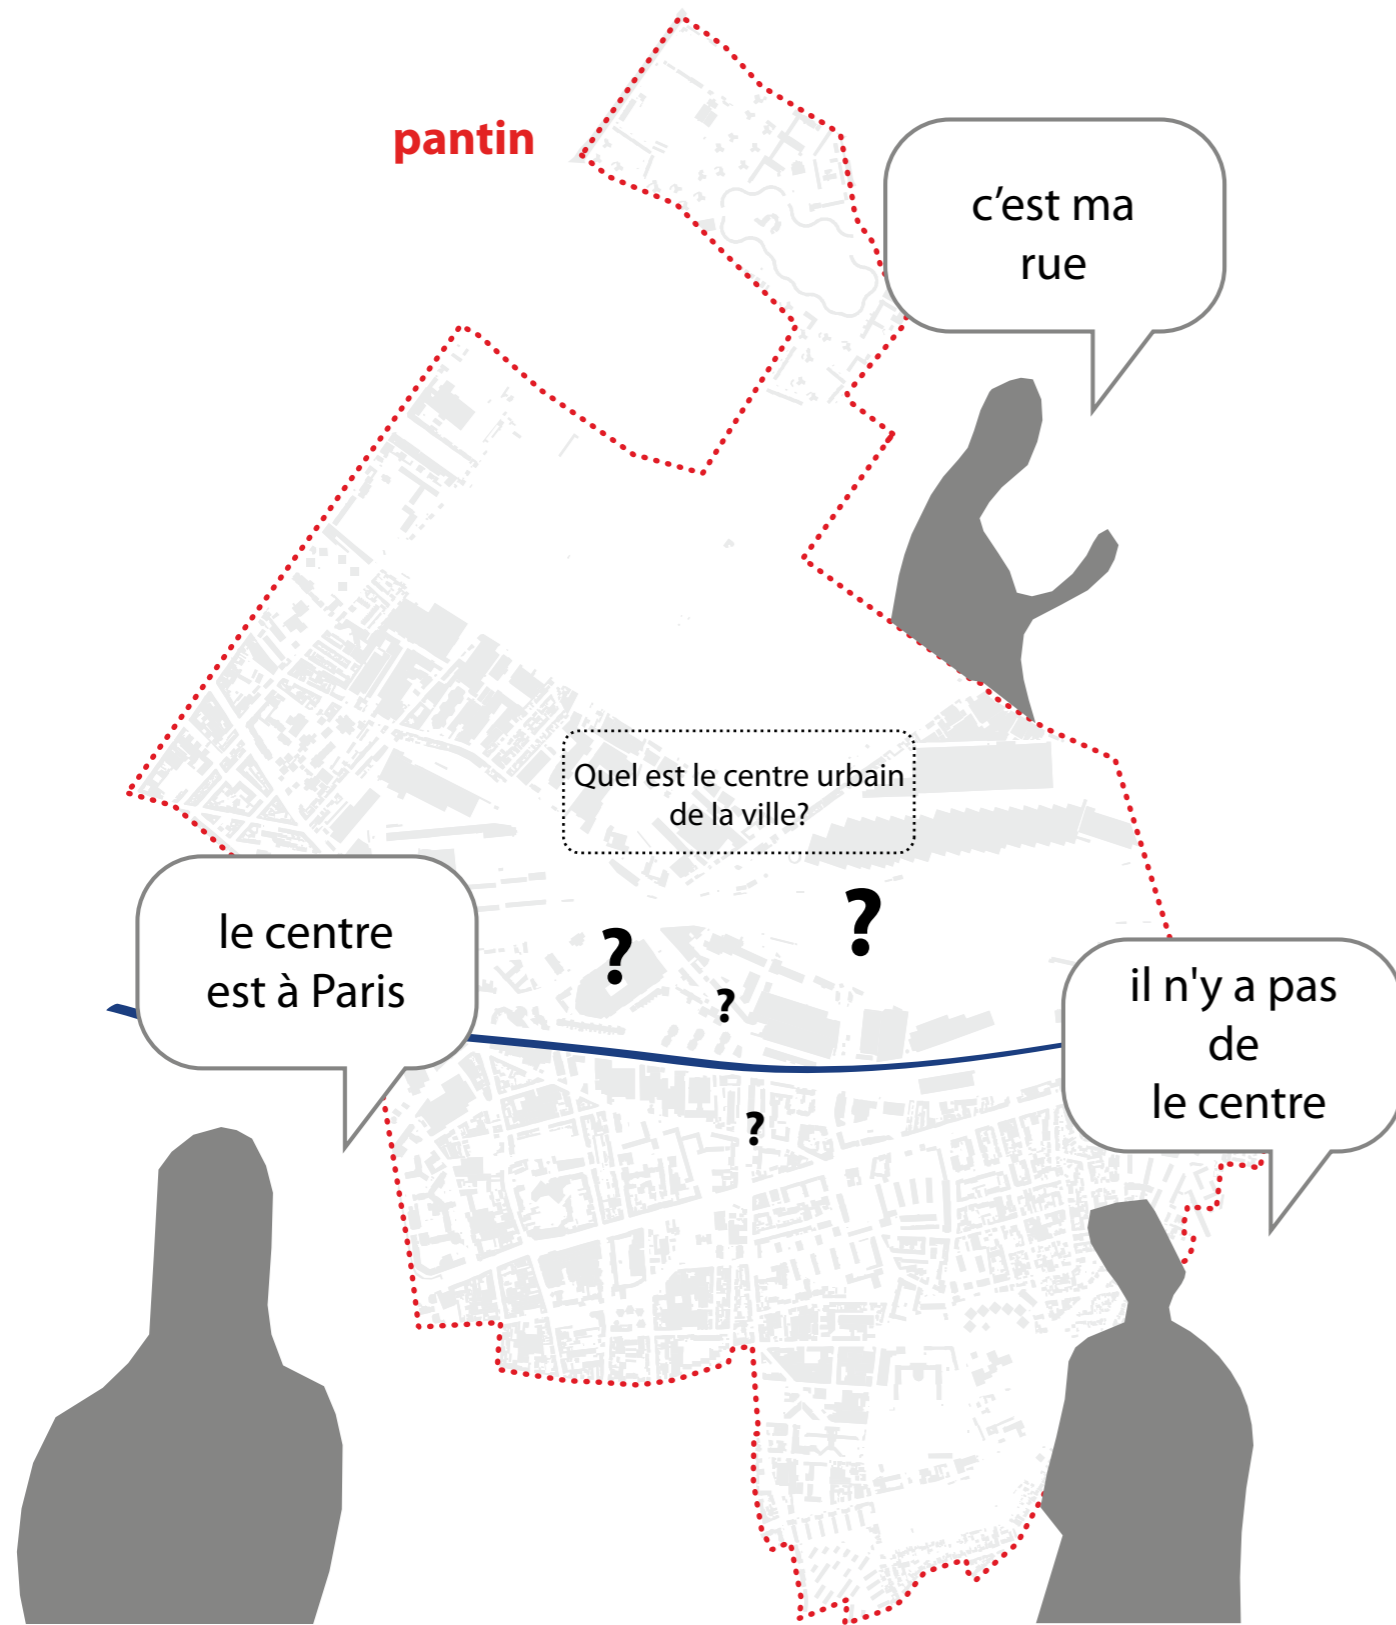 pantin
c’est ma
rue
Quel est le centre urbain
de la ville?
?
?
?
le centre
est à Paris
il n'y a pas
de
le centre
?